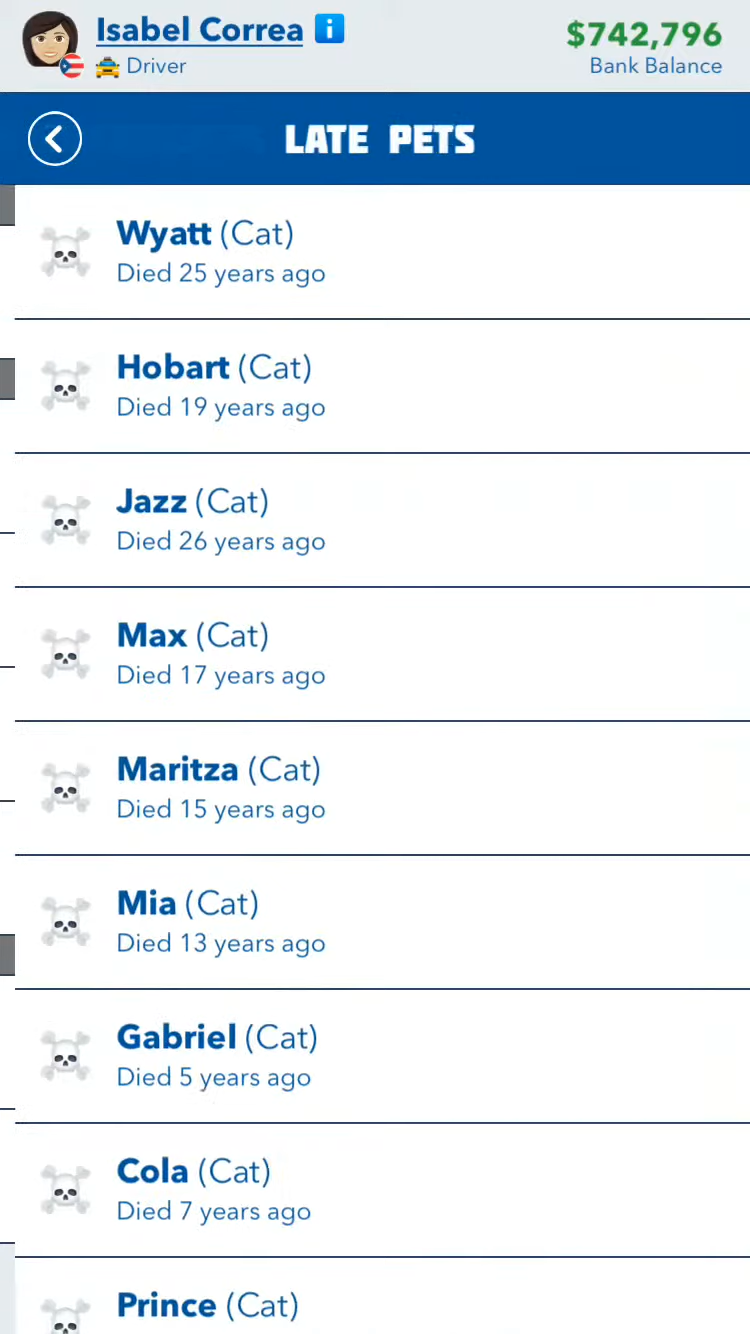 Isabel Correa
$742,796
Driver
Bank Balance
LATE PETS
Wyatt (Cat)
Died 25 years ago
Hobart (Cat)
Died 19 years ago
Jazz (Cat)
Died 26 years ago
Max (Cat)
Died 17 years ago
Maritza (Cat)
Died 15 years ago
Mia (Cat)
Died 13 years ago
Gabriel (Cat)
Died 5 years ago
Cola (Cat)
Died 7 years ago
Prince (Cat)